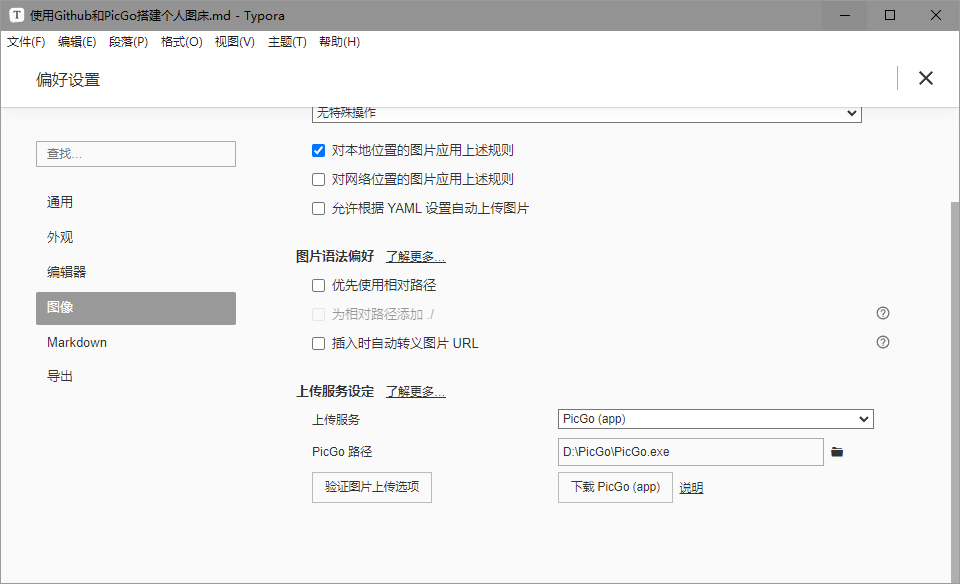 T 使用Github和PicGo搭建个人图床.md - Typora
文件(F) 编辑(E) 段落(P) 格式(O) 视图(V) 主题(T) 帮助(H)
偏好设置
无特殊操作
查找...
对本地位置的图片应用上述规则
对网络位置的图片应用上述规则
通用
允许根据 YAML 设置自动上传图片
外观
图片语法偏好 了解更多...
编辑器
优先使用相对路径
图像
为相对路径添加 ./
Markdown
插入时自动转义图片 URL
导出
上传服务设定 了解更多...
上传服务 PicGo (app)
PicGo 路径 D:\PicGo\PicGo.exe
验证图片上传选项 下载 PicGo (app) 说明